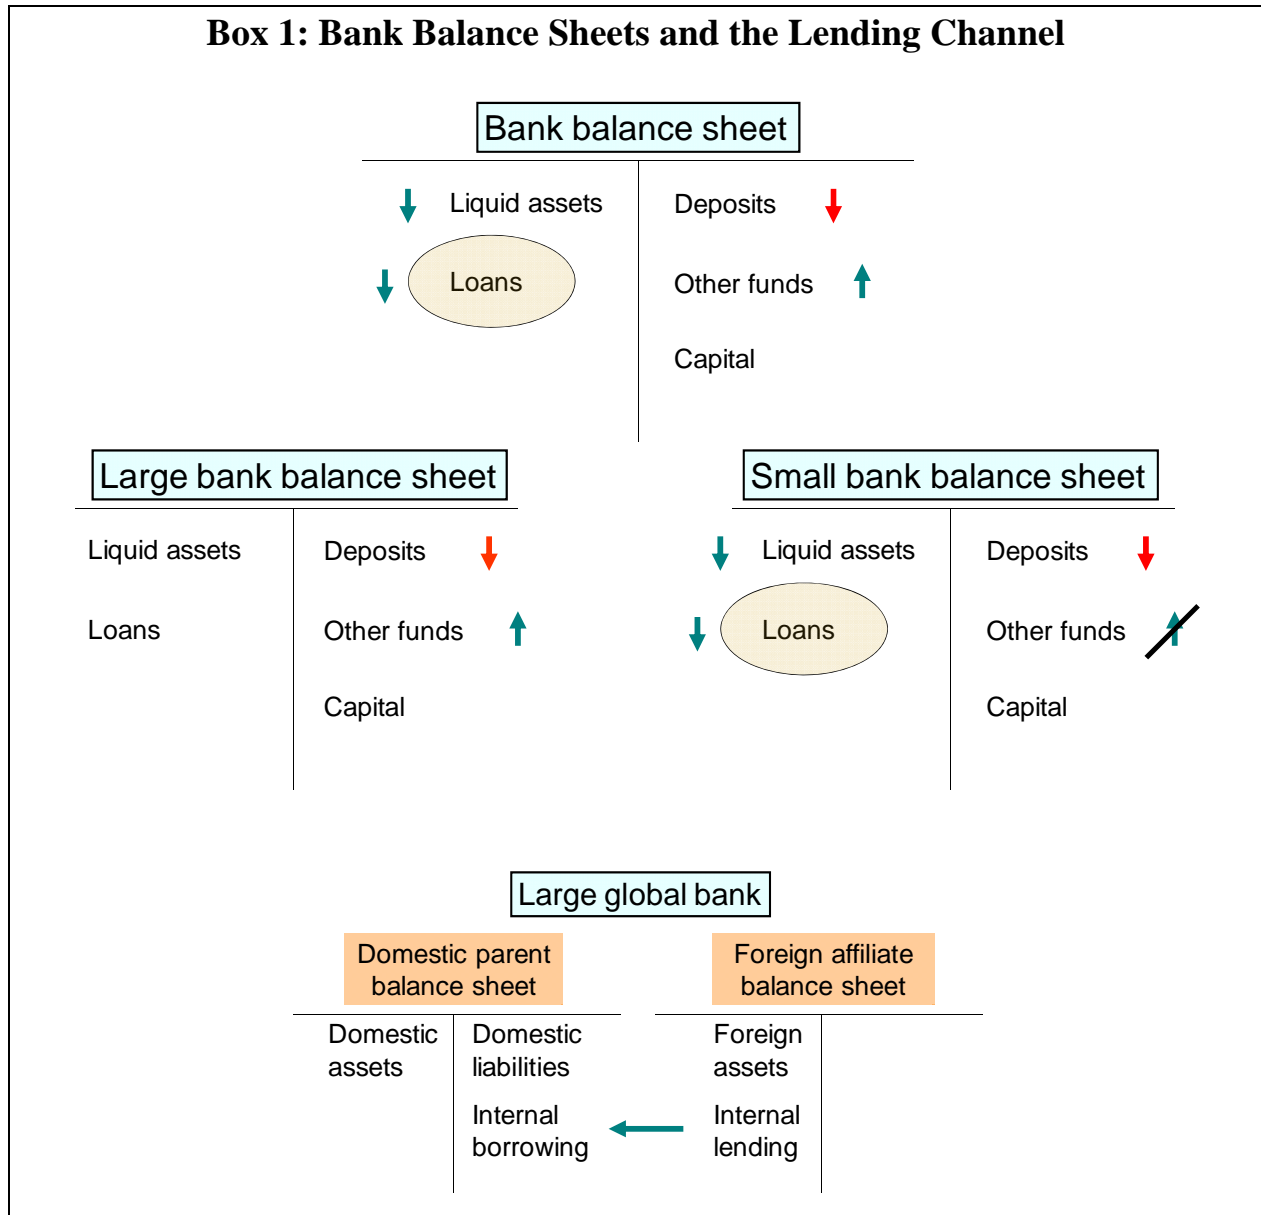 Box 1: Bank Balance Sheets and the Lending Channel
Bank balance sheet
Liquid assets
Deposits
Loans
Other funds
Capital
Large bank balance sheet
Small bank balance sheet
Liquid assets
Deposits
Liquid assets
Deposits
Loans
Other funds
Loans
Other funds
Capital
Capital
Large global bank
Domestic parent
balance sheet
Foreign affiliate
balance sheet
Domestic
assets
Domestic
liabilities
Foreign
assets
Internal
borrowing
Internal
lending